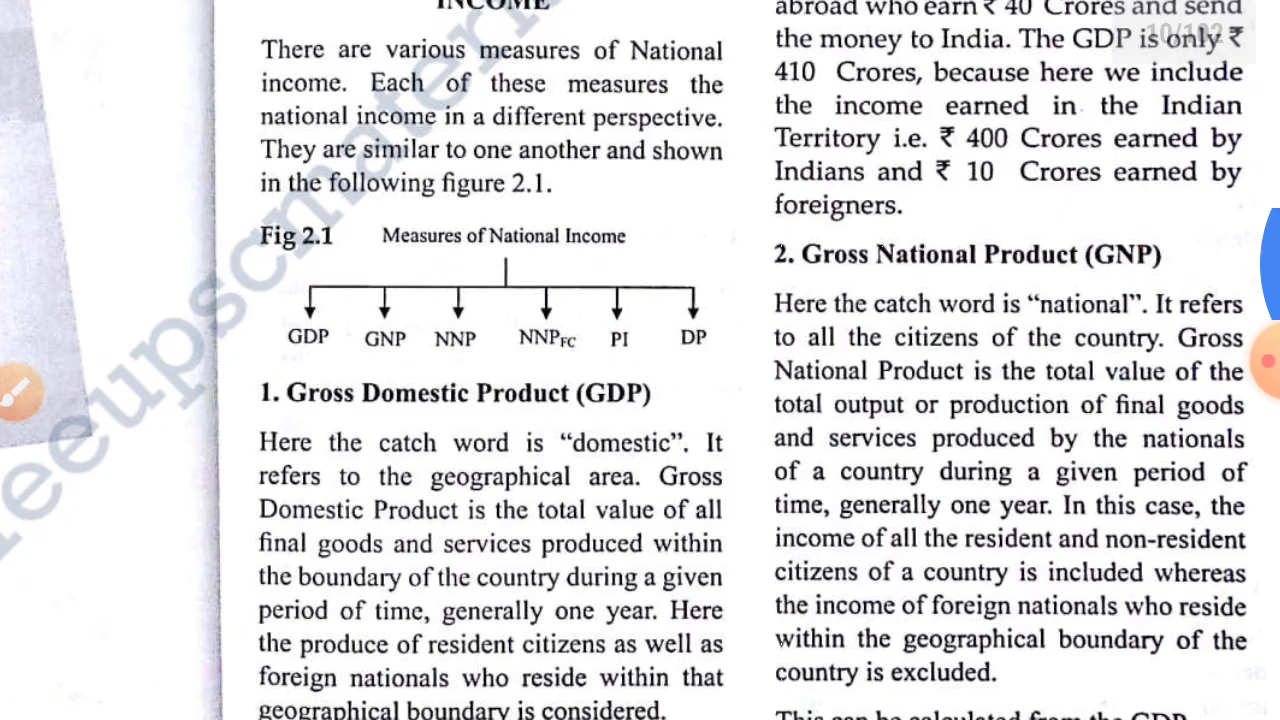 INCOME
There are various measures of National
income. Each of these measures the
national income in a different perspective.
They are similar to one another and shown
in the following figure 2.1.
Fig 2.1 Measures of National Income
GDP GNP NNP NNPFC PI DP
1. Gross Domestic Product (GDP)
Here the catch word is “domestic”. It
refers to the geographical area. Gross
Domestic Product is the total value of all
final goods and services produced within
the boundary of the country during a given
period of time, generally one year. Here
the produce of resident citizens as well as
foreign nationals who reside within that
geographical boundary is considered.
abroad who earn ₹ 40 Crores and send
the money to India. The GDP is only ₹
410 Crores, because here we include
the income earned in the Indian
Territory i.e. ₹ 400 Crores earned by
Indians and ₹ 10 Crores earned by
foreigners.
2. Gross National Product (GNP)
Here the catch word is “national”. It refers
to all the citizens of the country. Gross
National Product is the total value of the
total output or production of final goods
and services produced by the nationals
of a country during a given period of
time, generally one year. In this case, the
income of all the resident and non-resident
citizens of a country is included whereas
the income of foreign nationals who reside
within the geographical boundary of the
country is excluded.
This can be calculated from the GDP
10/102
eeupscmateri